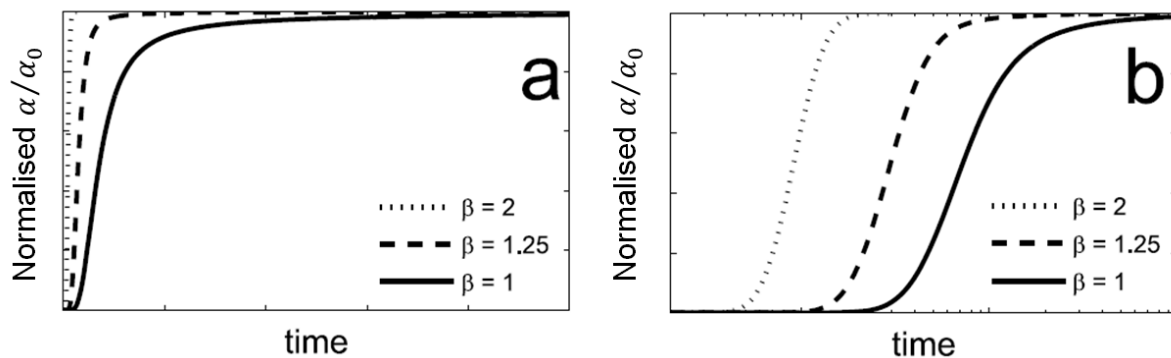 Normalised α/α₀
a
β = 2
β = 1.25
β = 1
time
Normalised α/α₀
b
β = 2
β = 1.25
β = 1
time